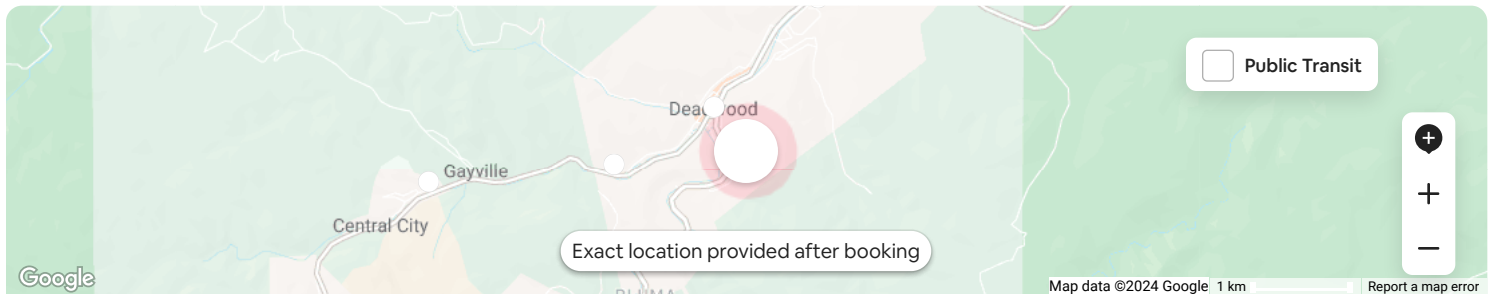 Public Transit
Gayville
Central City
Exact location provided after booking
Google
Map data ©2024 Google 1 km Report a map error